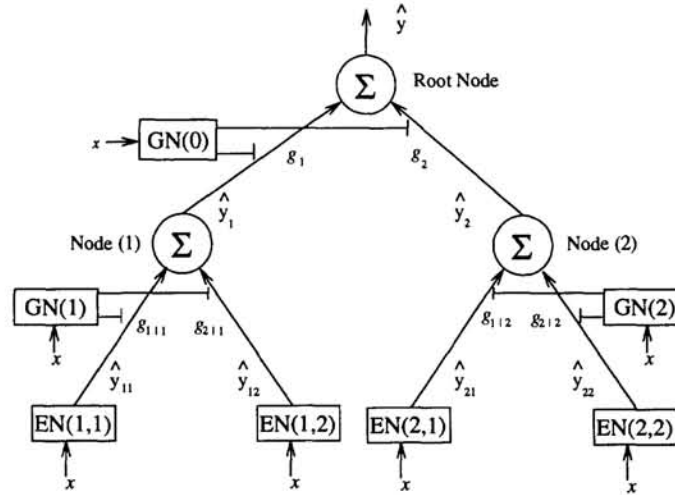 ŷ
Σ Root Node
x GN(0)
g₁ g₂
ŷ₁ ŷ₂
Node (1) Σ Σ Node (2)
GN(1) GN(2)
g₁|₁ g₂|₁ g₁|₂ g₂|₂
x x
ŷ₁₁ ŷ₁₂ ŷ₂₁ ŷ₂₂
EN(1,1) EN(1,2) EN(2,1) EN(2,2)
x x x x